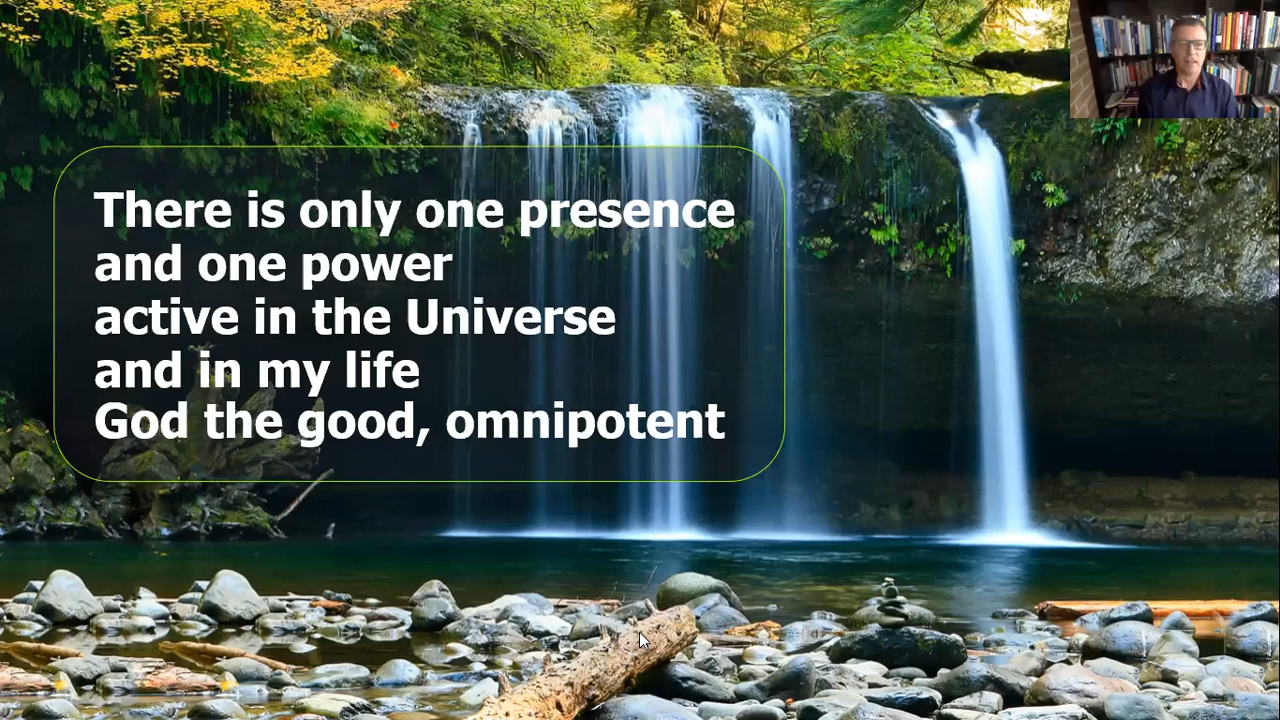 There is only one presence
and one power
active in the Universe
and in my life
God the good, omnipotent